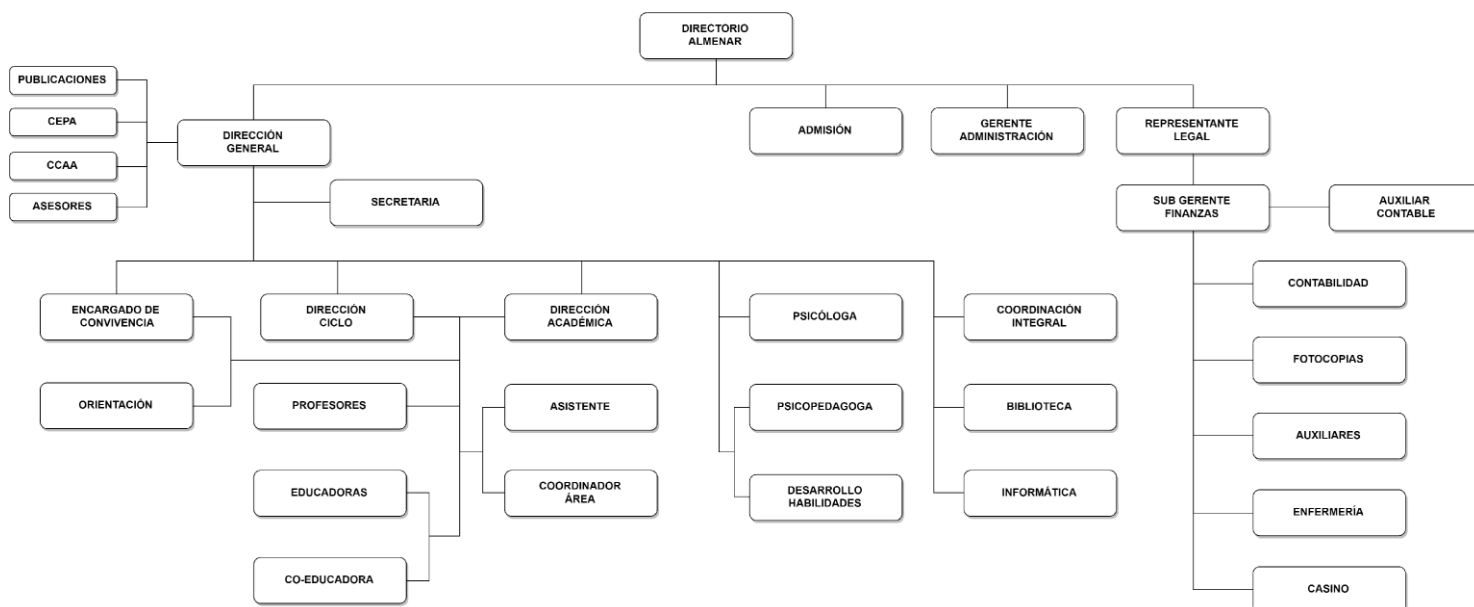 DIRECTORIO
ALMENAR
PUBLICACIONES
CEPA
CCAA
ASESORES
DIRECCIÓN
GENERAL
ADMISIÓN
GERENTE
ADMINISTRACIÓN
REPRESENTANTE
LEGAL
SECRETARIA
SUB GERENTE
FINANZAS
AUXILIAR
CONTABLE
ENCARGADO DE
CONVIVENCIA
DIRECCIÓN
CICLO
DIRECCIÓN
ACADÉMICA
PSICÓLOGA
COORDINACIÓN
INTEGRAL
CONTABILIDAD
ORIENTACIÓN
PROFESORES
ASISTENTE
PSICOPEDAGOGA
BIBLIOTECA
FOTOCOPIAS
EDUCADORAS
COORDINADOR
ÁREA
DESARROLLO
HABILIDADES
INFORMÁTICA
AUXILIARES
CO-EDUCADORA
ENFERMERÍA
CASINO